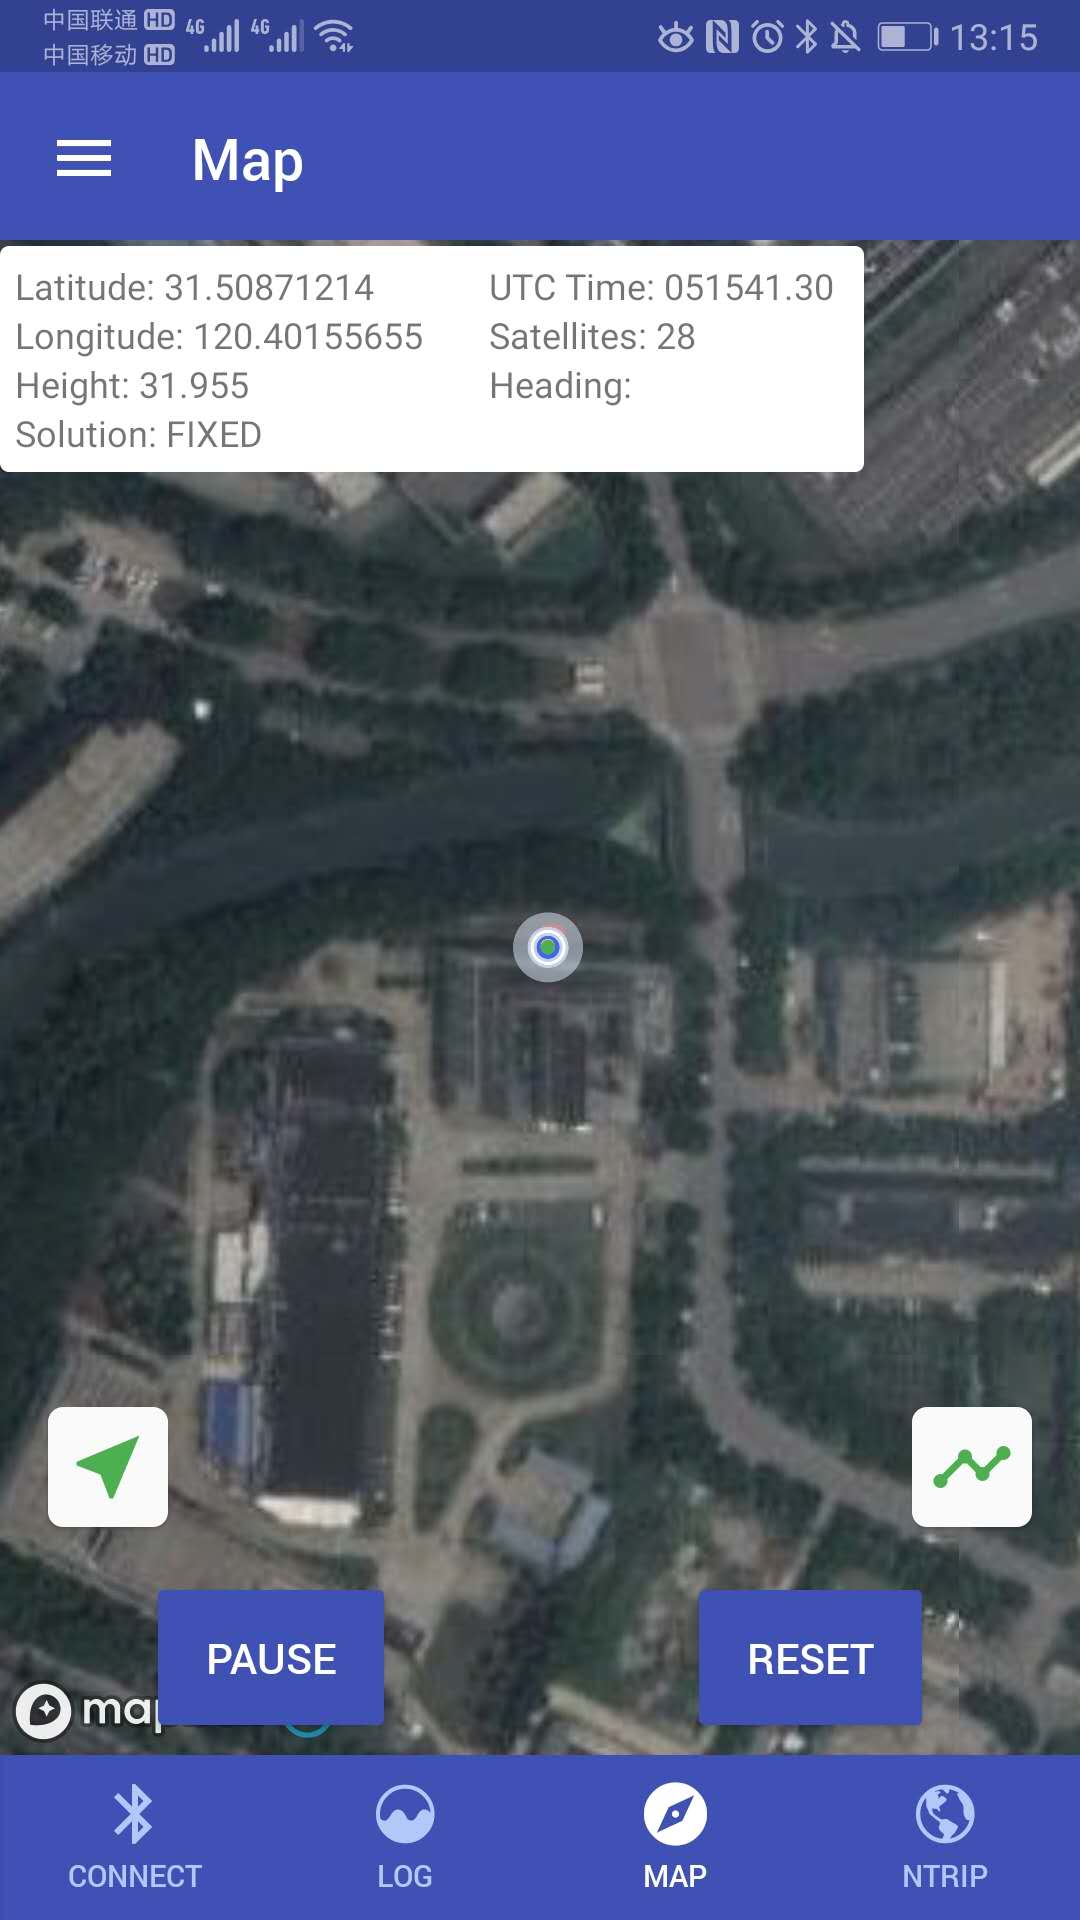 中国联通 HD 4G 4G
中国移动 HD
13:15
Map
Latitude: 31.50871214
UTC Time: 051541.30
Longitude: 120.40155655
Satellites: 28
Height: 31.955
Heading:
Solution: FIXED
PAUSE
RESET
map
CONNECT
LOG
MAP
NTRIP